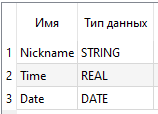 Имя Тип данных
1 Nickname STRING
2 Time REAL
3 Date DATE